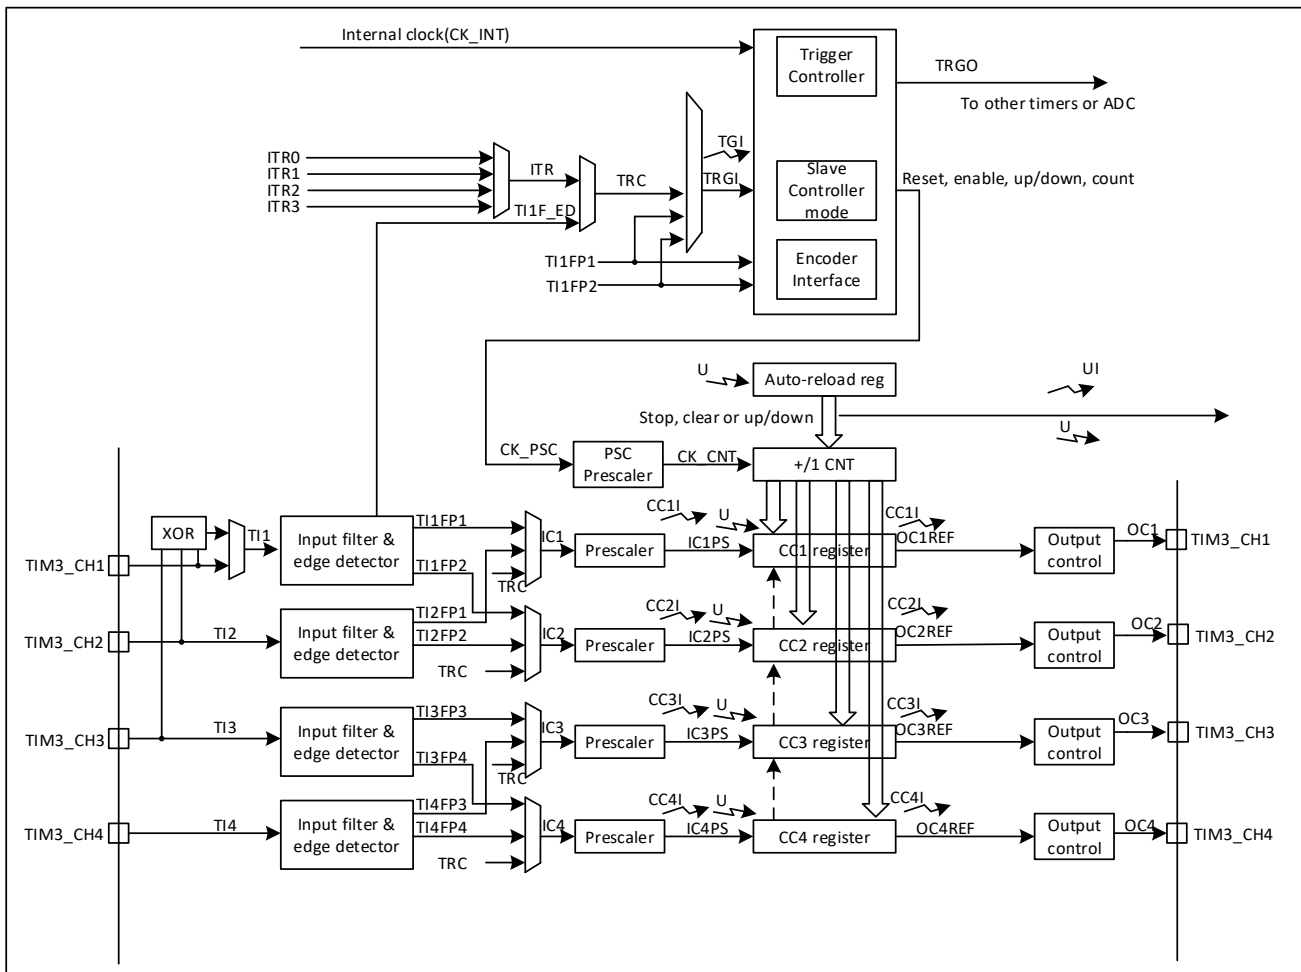 Internal clock(CK_INT)
Trigger
Controller
TRGO
To other timers or ADC
TGI
ITR0
ITR1
ITR2
ITR3
ITR
TRC
TRGI
TI1F_ED
Slave
Controller
mode
Reset, enable, up/down, count
TI1FP1
TI1FP2
Encoder
Interface
U
Auto-reload reg
UI
Stop, clear or up/down
U
CK_PSC
PSC
Prescaler
CK_CNT
+/1 CNT
XOR
TI1
Input filter &
edge detector
TI1FP1
TI1FP2
TRC
IC1
Prescaler
CC1I
U
IC1PS
CC1 register
CC1I
OC1REF
Output
control
OC1
TIM3_CH1
TIM3_CH1
TIM3_CH2
TI2
Input filter &
edge detector
TI2FP1
TI2FP2
TRC
IC2
Prescaler
CC2I
U
IC2PS
CC2 register
CC2I
OC2REF
Output
control
OC2
TIM3_CH2
TIM3_CH3
TI3
Input filter &
edge detector
TI3FP3
TI3FP4
TRC
IC3
Prescaler
CC3I
U
IC3PS
CC3 register
CC3I
OC3REF
Output
control
OC3
TIM3_CH3
TIM3_CH4
TI4
Input filter &
edge detector
TI4FP3
TI4FP4
TRC
IC4
Prescaler
CC4I
U
IC4PS
CC4 register
CC4I
OC4REF
Output
control
OC4
TIM3_CH4